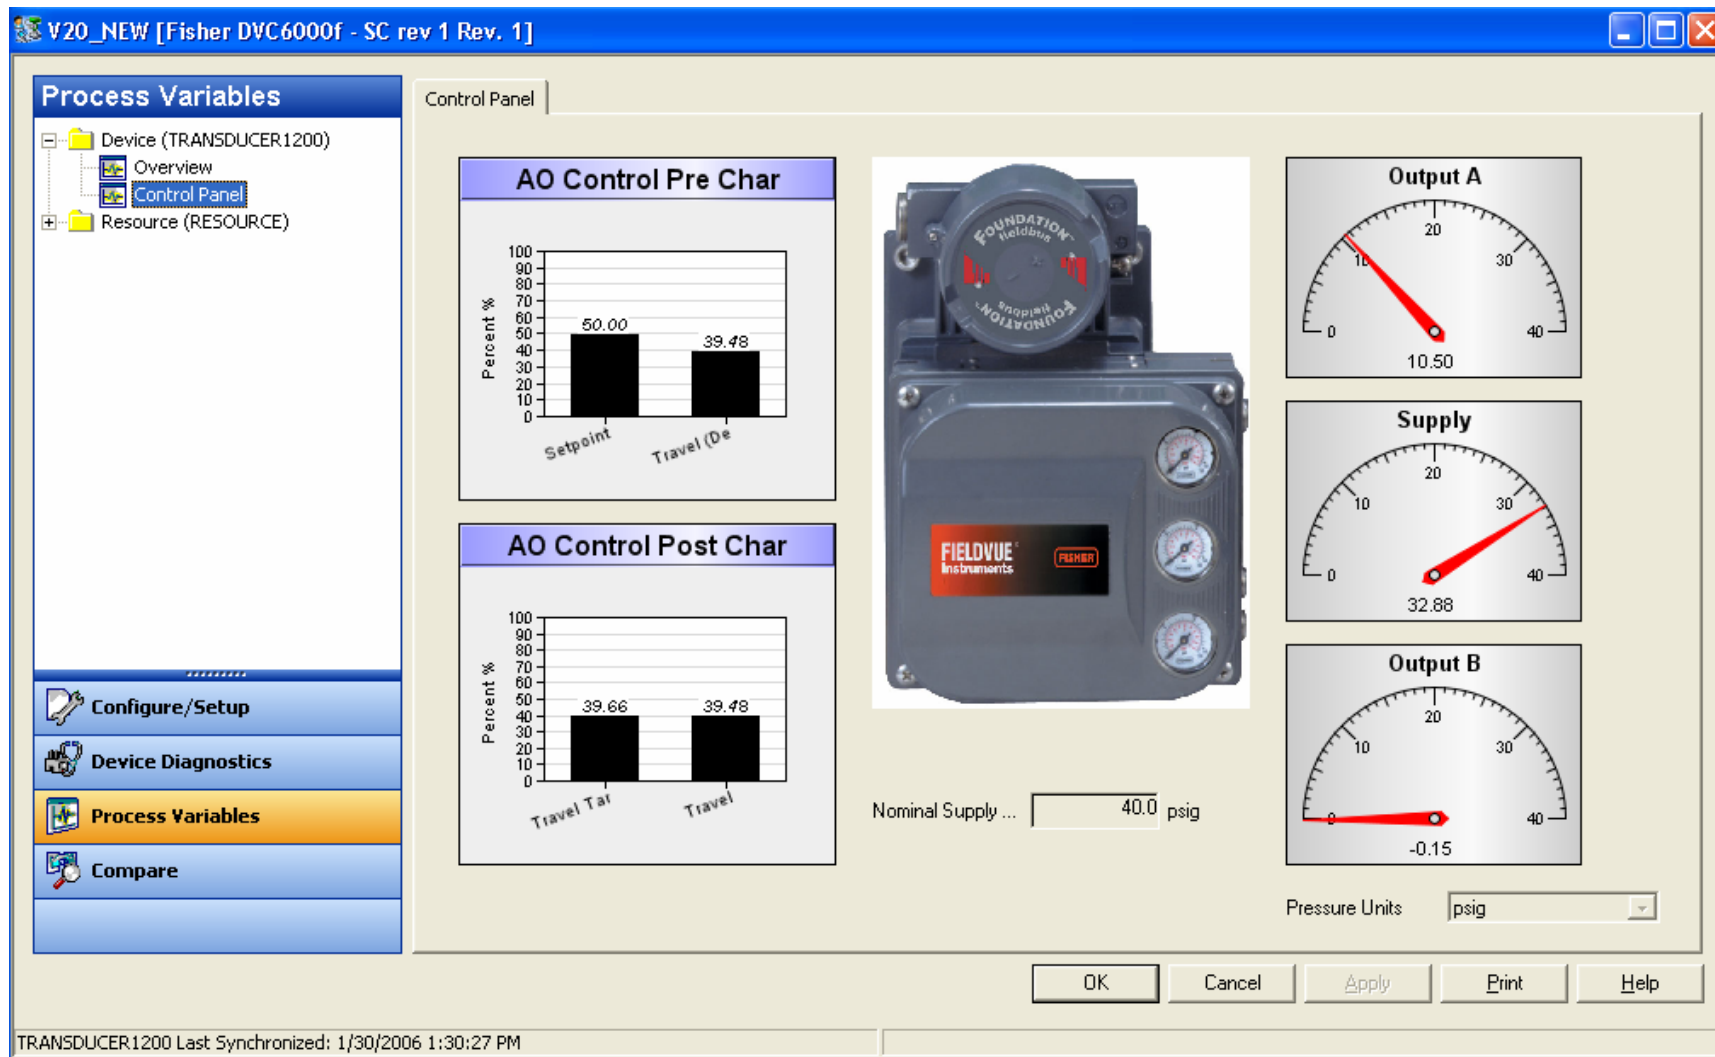 V20_NEW [Fisher DVC6000f - SC rev 1 Rev. 1]
Process Variables
Device (TRANSDUCER1200)
Overview
Control Panel
Resource (RESOURCE)
Configure/Setup
Device Diagnostics
Process Variables
Compare
Control Panel
AO Control Pre Char
Percent %
100
90
80
70
60
50
40
30
20
10
0
50.00
39.48
Setpoint
Travel (De
AO Control Post Char
Percent %
100
90
80
70
60
50
40
30
20
10
0
39.66
39.48
Travel Tar
Travel
FOUNDATION™
fieldbus
fieldbus
FOUNDATION™
FIELDVUE®
Instruments
FISHER
Nominal Supply ... 40.0 psig
Output A
0 10 20 30 40
10.50
Supply
0 10 20 30 40
32.88
Output B
0 10 20 30 40
-0.15
Pressure Units psig
OK Cancel Apply Print Help
TRANSDUCER1200 Last Synchronized: 1/30/2006 1:30:27 PM